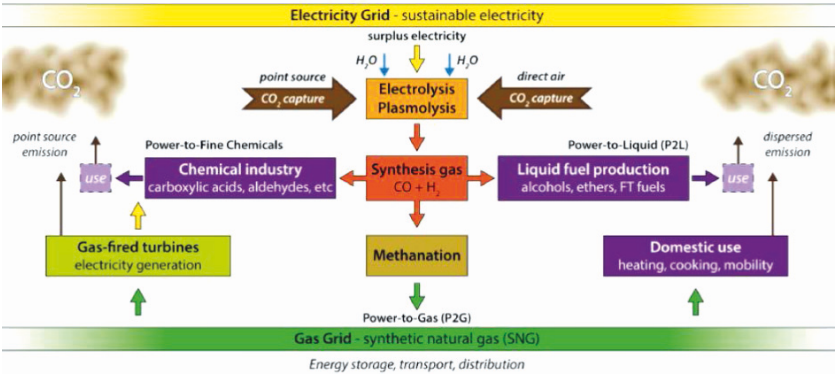 Electricity Grid - sustainable electricity
surplus electricity
H₂O
H₂O
CO₂
point source
CO₂ capture
Electrolysis
Plasmolysis
direct air
CO₂ capture
CO₂
point source
emission
Power-to-Fine Chemicals
Power-to-Liquid (P2L)
dispersed
emission
use
Chemical industry
carboxylic acids, aldehydes, etc
Synthesis gas
CO + H₂
Liquid fuel production
alcohols, ethers, FT fuels
use
Gas-fired turbines
electricity generation
Methanation
Domestic use
heating, cooking, mobility
Power-to-Gas (P2G)
Gas Grid - synthetic natural gas (SNG)
Energy storage, transport, distribution